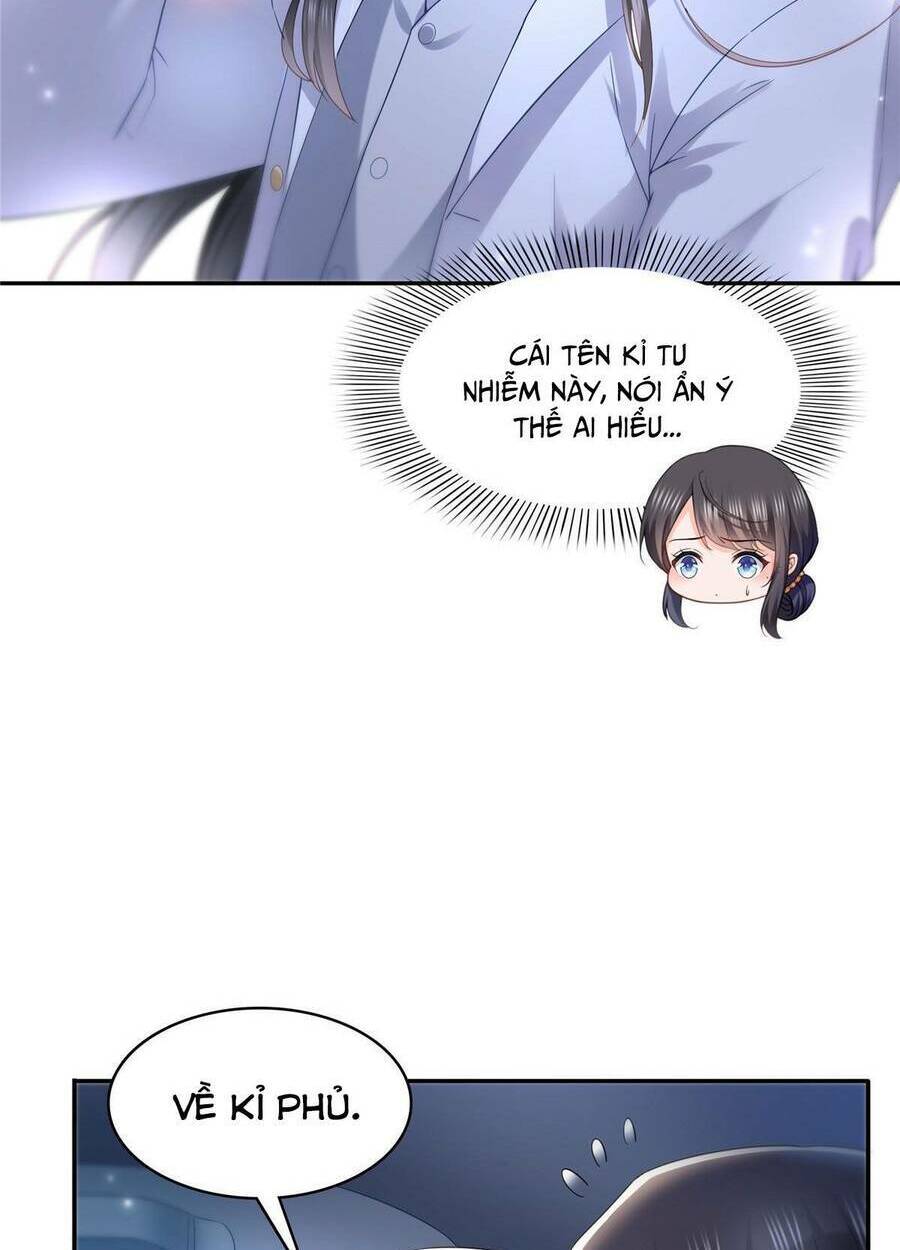 CÁI TÊN KỈ TU
NHIỄM NÀY, NÓI ẨN Ý
THẾ AI HIỂU...
VỀ KỈ PHỦ.